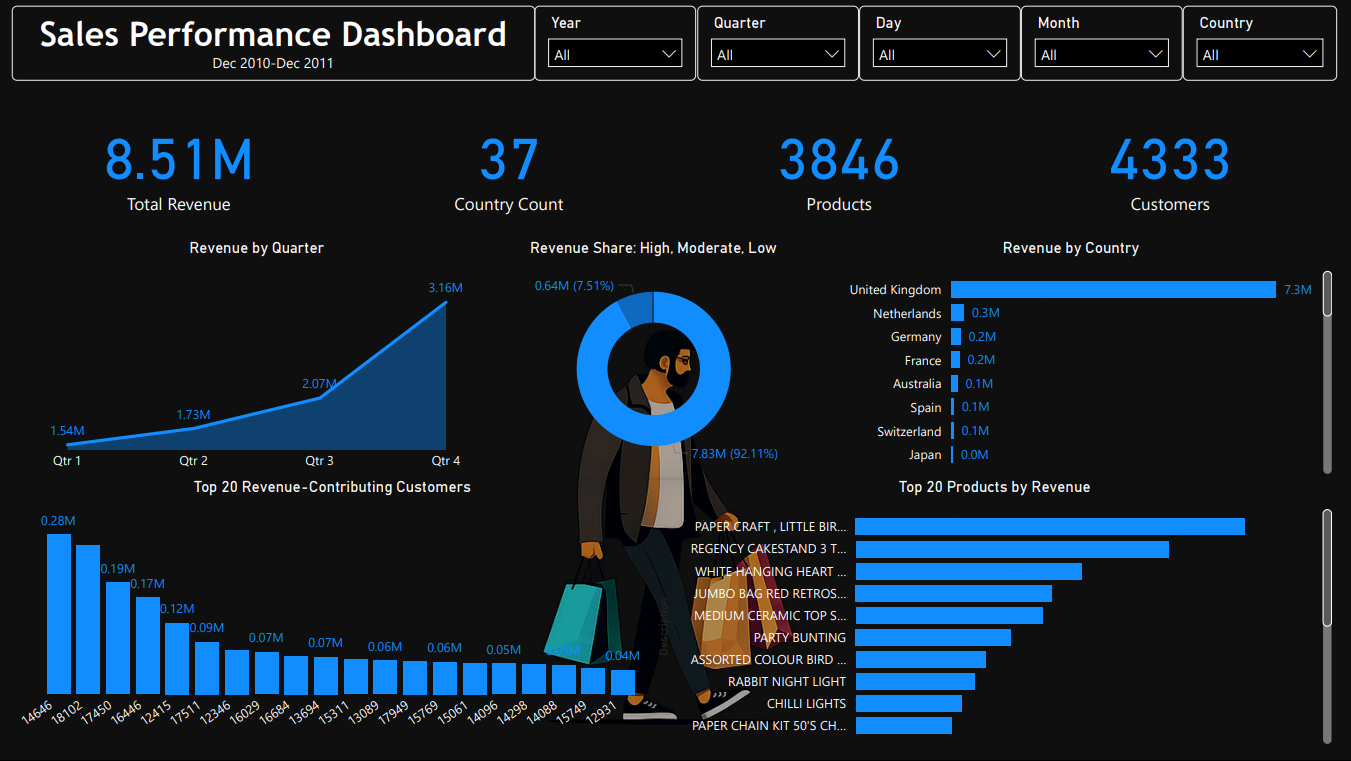 Sales Performance Dashboard
Dec 2010-Dec 2011
Year
All
Quarter
All
Day
All
Month
All
Country
All
8.51M
Total Revenue
37
Country Count
3846
Products
4333
Customers
Revenue by Quarter
3.16M
2.07M
1.73M
1.54M
Qtr 1
Qtr 2
Qtr 3
Qtr 4
Revenue Share: High, Moderate, Low
0.64M (7.51%)
7.83M (92.11%)
Revenue by Country
United Kingdom 7.3M
Netherlands 0.3M
Germany 0.2M
France 0.2M
Australia 0.1M
Spain 0.1M
Switzerland 0.1M
Japan 0.0M
Top 20 Revenue-Contributing Customers
0.28M
0.19M
0.17M
0.12M
0.09M
0.07M
0.07M
0.06M
0.06M
0.05M
0.04M
14646
18102
17450
16446
12415
17511
12346
16029
16684
13694
15311
13089
17949
15769
15061
14096
14298
14088
15749
12931
Top 20 Products by Revenue
Description
PAPER CRAFT , LITTLE BIR...
REGENCY CAKESTAND 3 T...
WHITE HANGING HEART ...
JUMBO BAG RED RETROS...
MEDIUM CERAMIC TOP S...
PARTY BUNTING
ASSORTED COLOUR BIRD ...
RABBIT NIGHT LIGHT
CHILLI LIGHTS
PAPER CHAIN KIT 50'S CH...